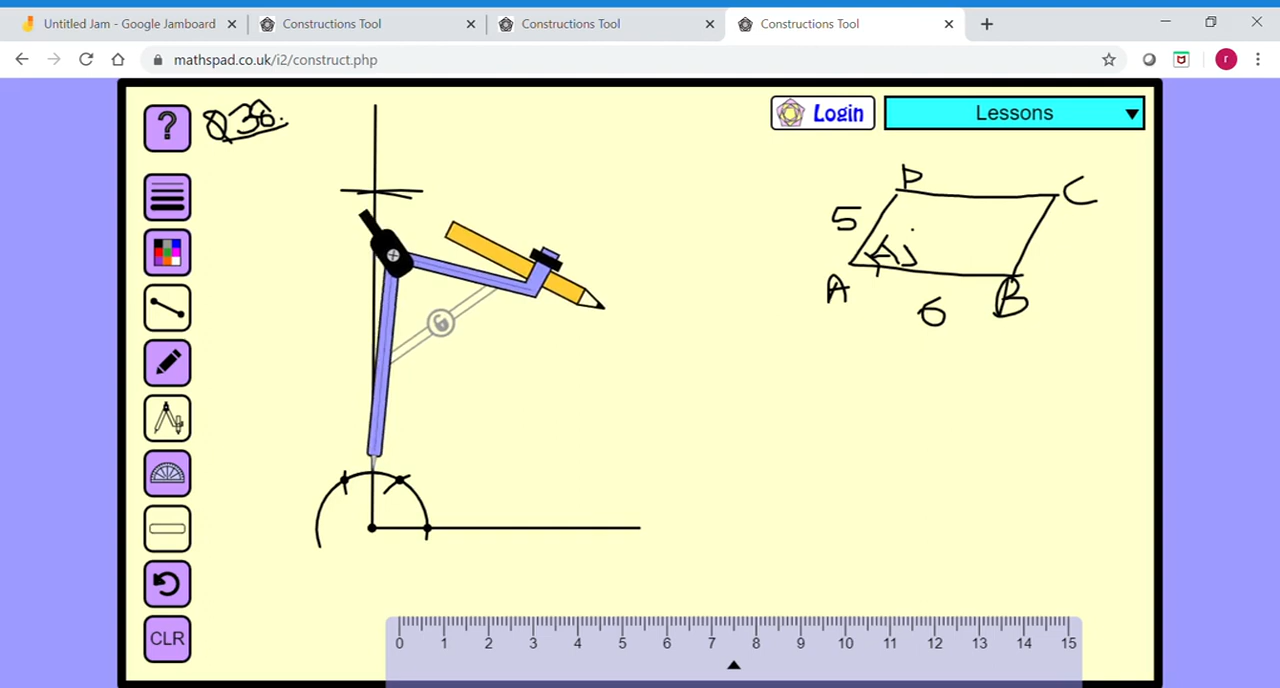 Untitled Jam - Google Jamboard
Constructions Tool
Constructions Tool
Constructions Tool
mathspad.co.uk/i2/construct.php
r
?
Q36.
Login
Lessons
D
C
5
A
B
6
6
CLR
0 1 2 3 4 5 6 7 8 9 10 11 12 13 14 15